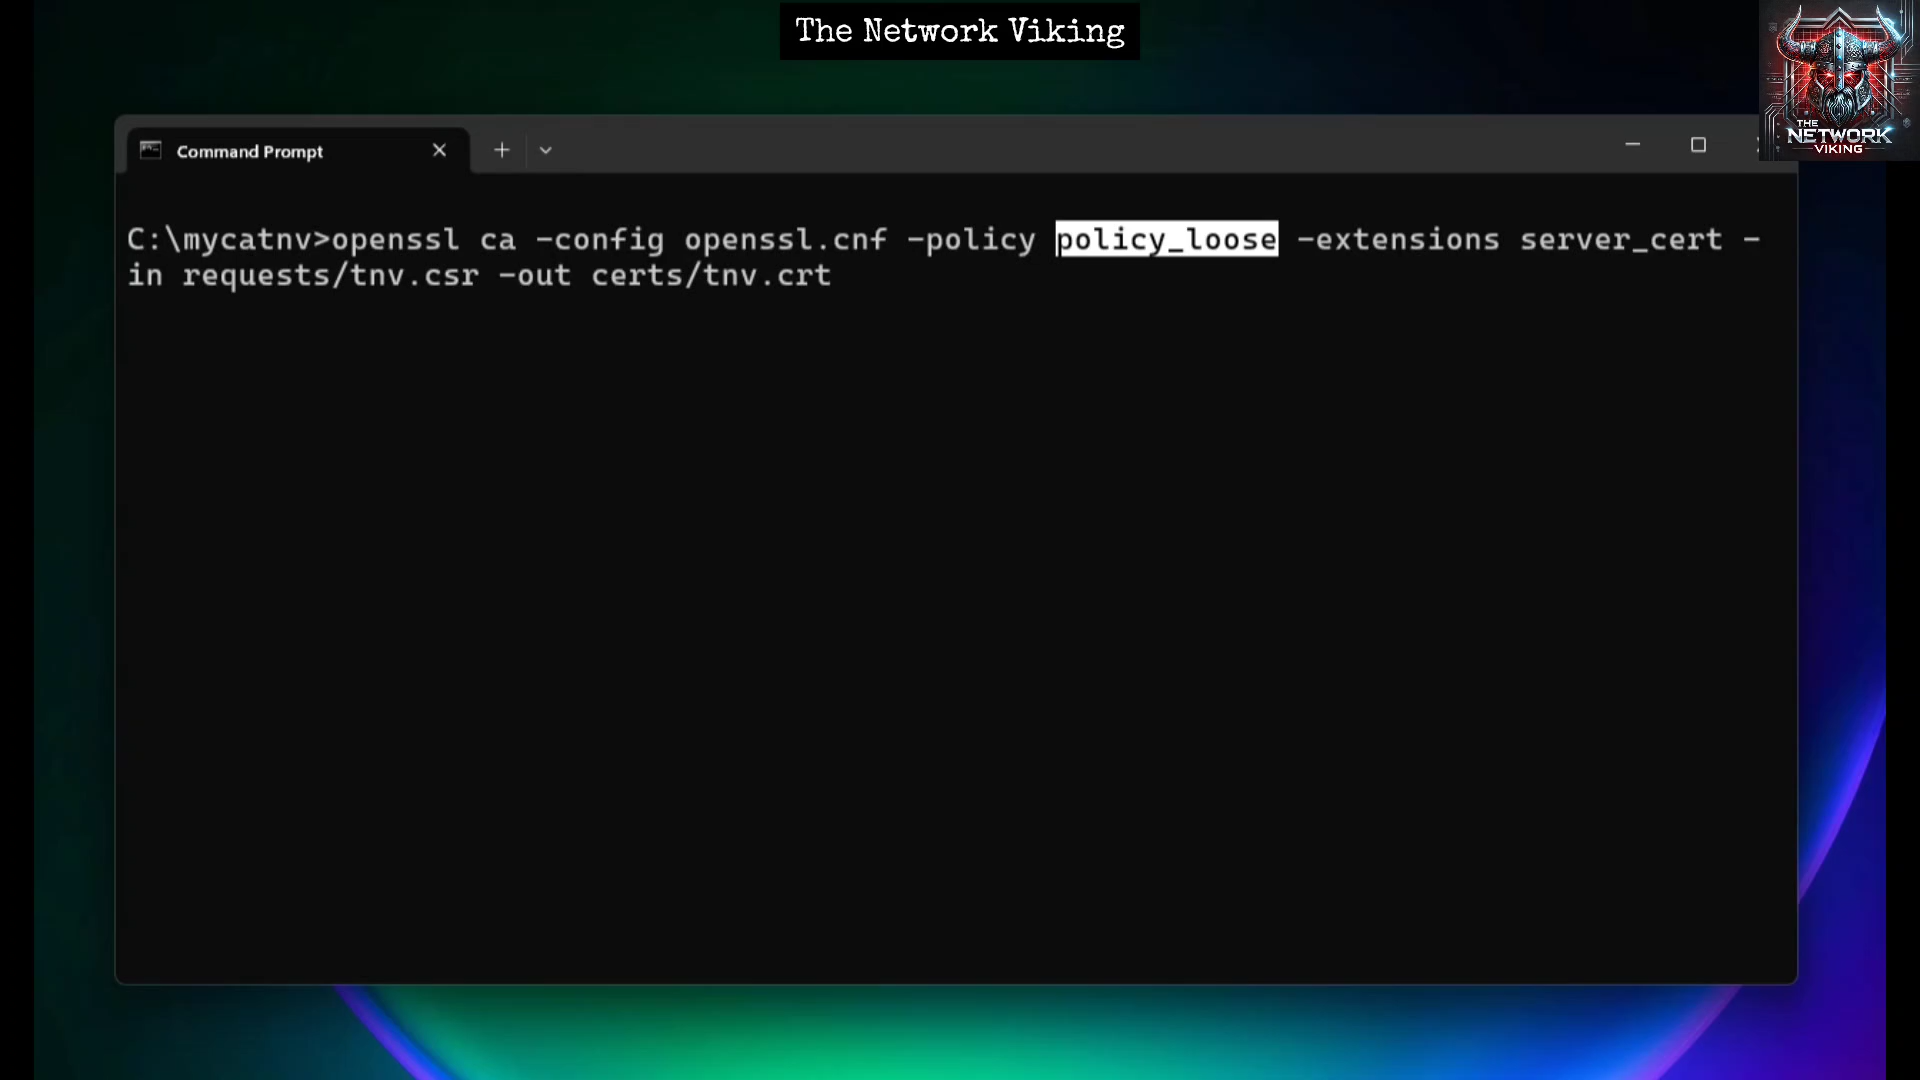 The Network Viking
THE
NETWORK
VIKING
Command Prompt
C:\mycatnv>openssl ca -config openssl.cnf -policy policy_loose -extensions server_cert -
in requests/tnv.csr -out certs/tnv.crt